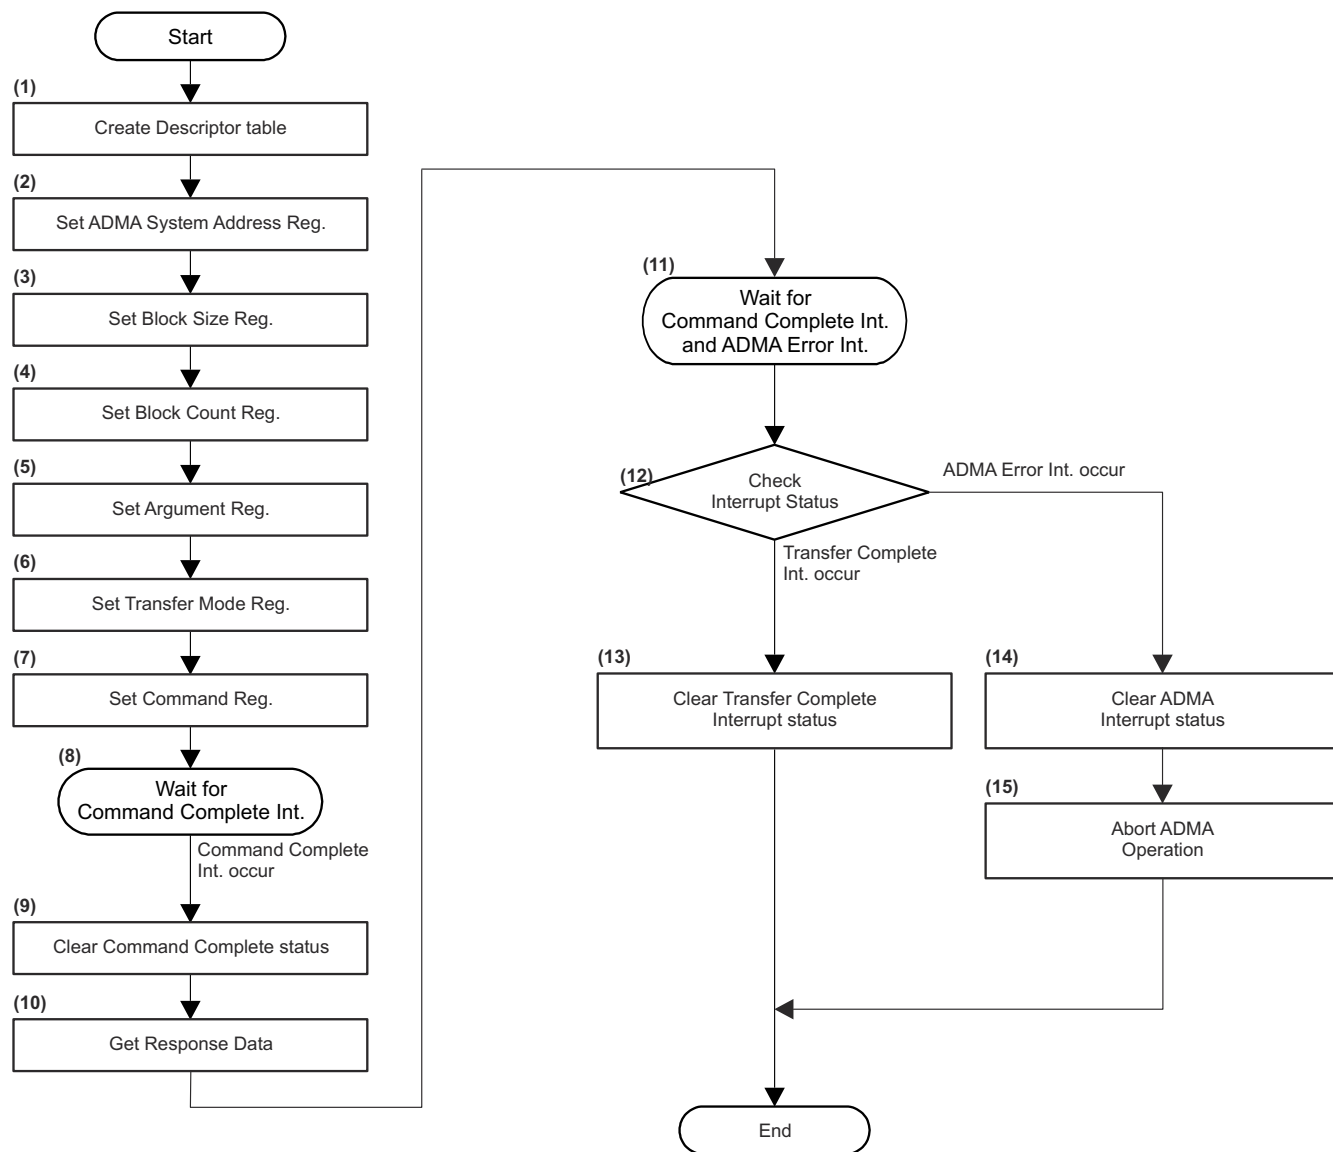 Start
(1)
Create Descriptor table
(2)
Set ADMA System Address Reg.
(3)
Set Block Size Reg.
(4)
Set Block Count Reg.
(5)
Set Argument Reg.
(6)
Set Transfer Mode Reg.
(7)
Set Command Reg.
(8)
Wait for
Command Complete Int.
Command Complete
Int. occur
(9)
Clear Command Complete status
(10)
Get Response Data
(11)
Wait for
Command Complete Int.
and ADMA Error Int.
(12)
Check
Interrupt Status
ADMA Error Int. occur
Transfer Complete
Int. occur
(13)
Clear Transfer Complete
Interrupt status
(14)
Clear ADMA
Interrupt status
(15)
Abort ADMA
Operation
End